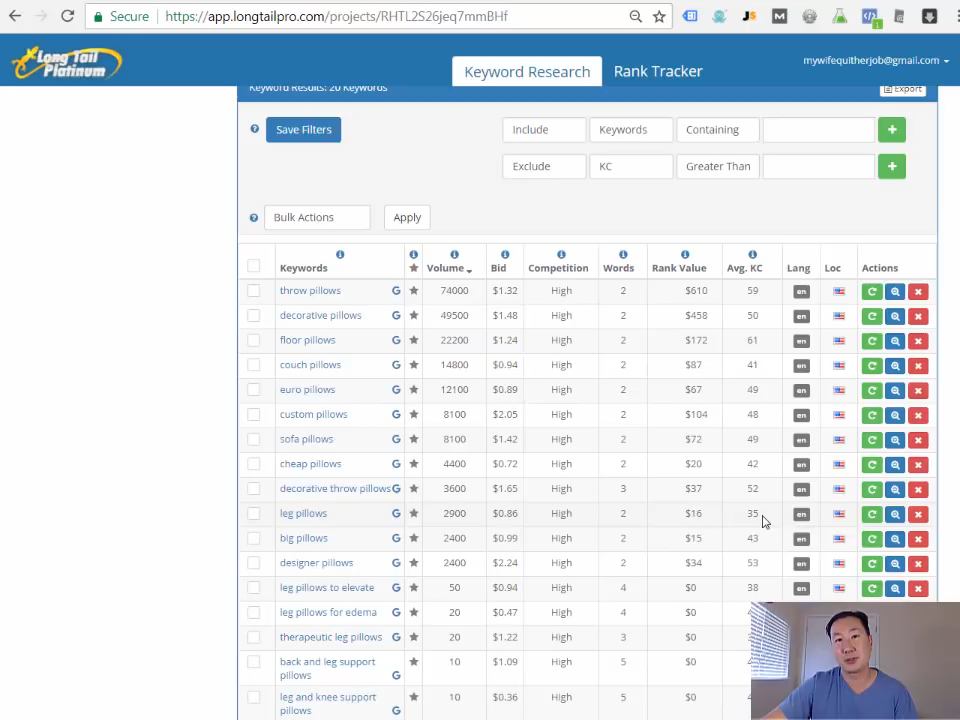 Secure https://app.longtailpro.com/projects/RHTL2S26jeq7mmBHf
Long Tail
Platinum
Keyword Research Rank Tracker mywifequitherjob@gmail.com
Keyword Results: 20 Keywords Export
Save Filters Include Keywords Containing
Exclude KC Greater Than
Bulk Actions Apply
Keywords Volume Bid Competition Words Rank Value Avg. KC Lang Loc Actions
throw pillows G 74000 $1.32 High 2 $610 59 en
decorative pillows G 49500 $1.48 High 2 $458 50 en
floor pillows G 22200 $1.24 High 2 $172 61 en
couch pillows G 14800 $0.94 High 2 $87 41 en
euro pillows G 12100 $0.89 High 2 $67 49 en
custom pillows G 8100 $2.05 High 2 $104 48 en
sofa pillows G 8100 $1.42 High 2 $72 49 en
cheap pillows G 4400 $0.72 High 2 $20 42 en
decorative throw pillows G 3600 $1.65 High 3 $37 52 en
leg pillows G 2900 $0.86 High 2 $16 35 en
big pillows G 2400 $0.99 High 2 $15 43 en
designer pillows G 2400 $2.24 High 2 $34 53 en
leg pillows to elevate G 50 $0.94 High 4 $0 38 en
leg pillows for edema G 20 $0.47 High 4 $0
therapeutic leg pillows G 20 $1.22 High 3 $0
back and leg support pillows G 10 $1.09 High 5 $0
leg and knee support pillows G 10 $0.36 High 5 $0